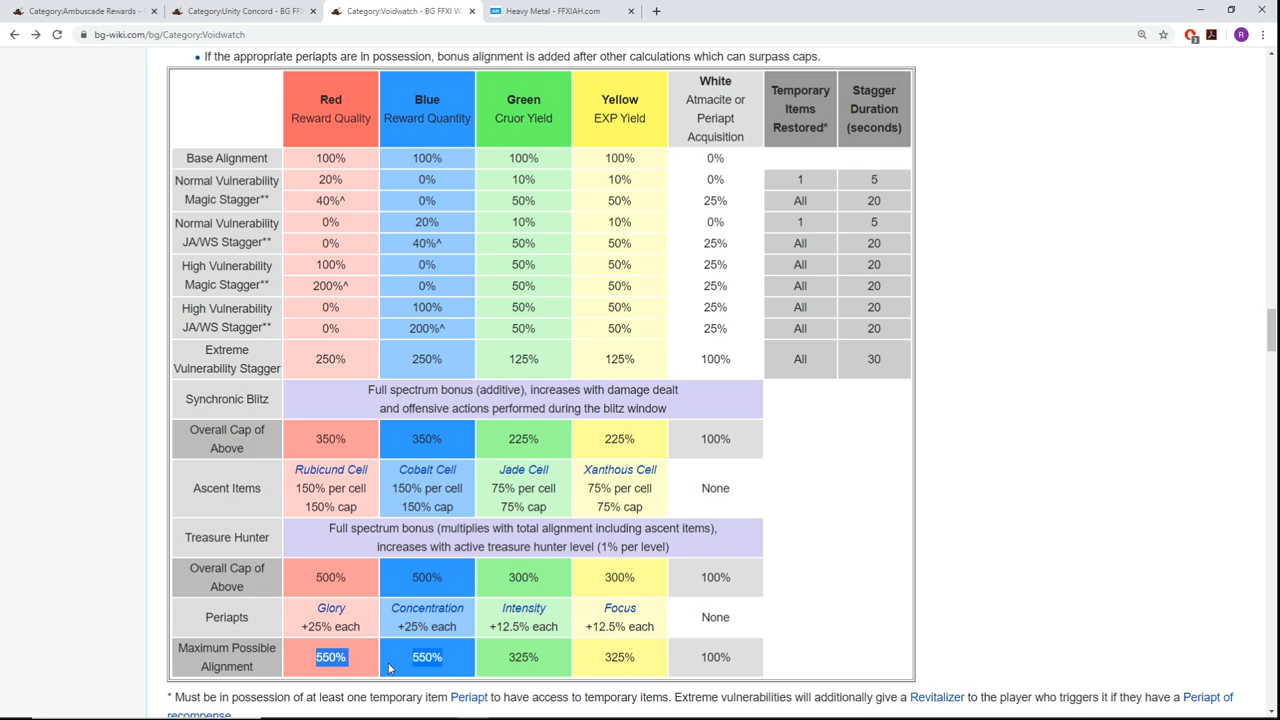 Category:Ambuscade Rewards - B
Category:Unity Concord - BG FF
Category:Voidwatch - BG FFXI W
Heavy Metal - FFXIAH.com
bg-wiki.com/bg/Category:Voidwatch
If the appropriate periapts are in possession, bonus alignment is added after other calculations which can surpass caps.
Red
Reward Quality
Blue
Reward Quantity
Green
Cruor Yield
Yellow
EXP Yield
White
Atmacite or
Periapt
Acquisition
Temporary
Items
Restored*
Stagger
Duration
(seconds)
Base Alignment 100% 100% 100% 100% 0%
Normal Vulnerability 20% 0% 10% 10% 0% 1 5
Magic Stagger** 40%^ 0% 50% 50% 25% All 20
Normal Vulnerability 0% 20% 10% 10% 0% 1 5
JA/WS Stagger** 0% 40%^ 50% 50% 25% All 20
High Vulnerability 100% 0% 50% 50% 25% All 20
Magic Stagger** 200%^ 0% 50% 50% 25% All 20
High Vulnerability 0% 100% 50% 50% 25% All 20
JA/WS Stagger** 0% 200%^ 50% 50% 25% All 20
Extreme
Vulnerability Stagger 250% 250% 125% 125% 100% All 30
Synchronic Blitz
Full spectrum bonus (additive), increases with damage dealt
and offensive actions performed during the blitz window
Overall Cap of
Above 350% 350% 225% 225% 100%
Ascent Items
Rubicund Cell
150% per cell
150% cap
Cobalt Cell
150% per cell
150% cap
Jade Cell
75% per cell
75% cap
Xanthous Cell
75% per cell
75% cap
None
Treasure Hunter
Full spectrum bonus (multiplies with total alignment including ascent items),
increases with active treasure hunter level (1% per level)
Overall Cap of
Above 500% 500% 300% 300% 100%
Periapts
Glory
+25% each
Concentration
+25% each
Intensity
+12.5% each
Focus
+12.5% each
None
Maximum Possible
Alignment 550% 550% 325% 325% 100%
* Must be in possession of at least one temporary item Periapt to have access to temporary items. Extreme vulnerabilities will additionally give a Revitalizer to the player who triggers it if they have a Periapt of
recompense.